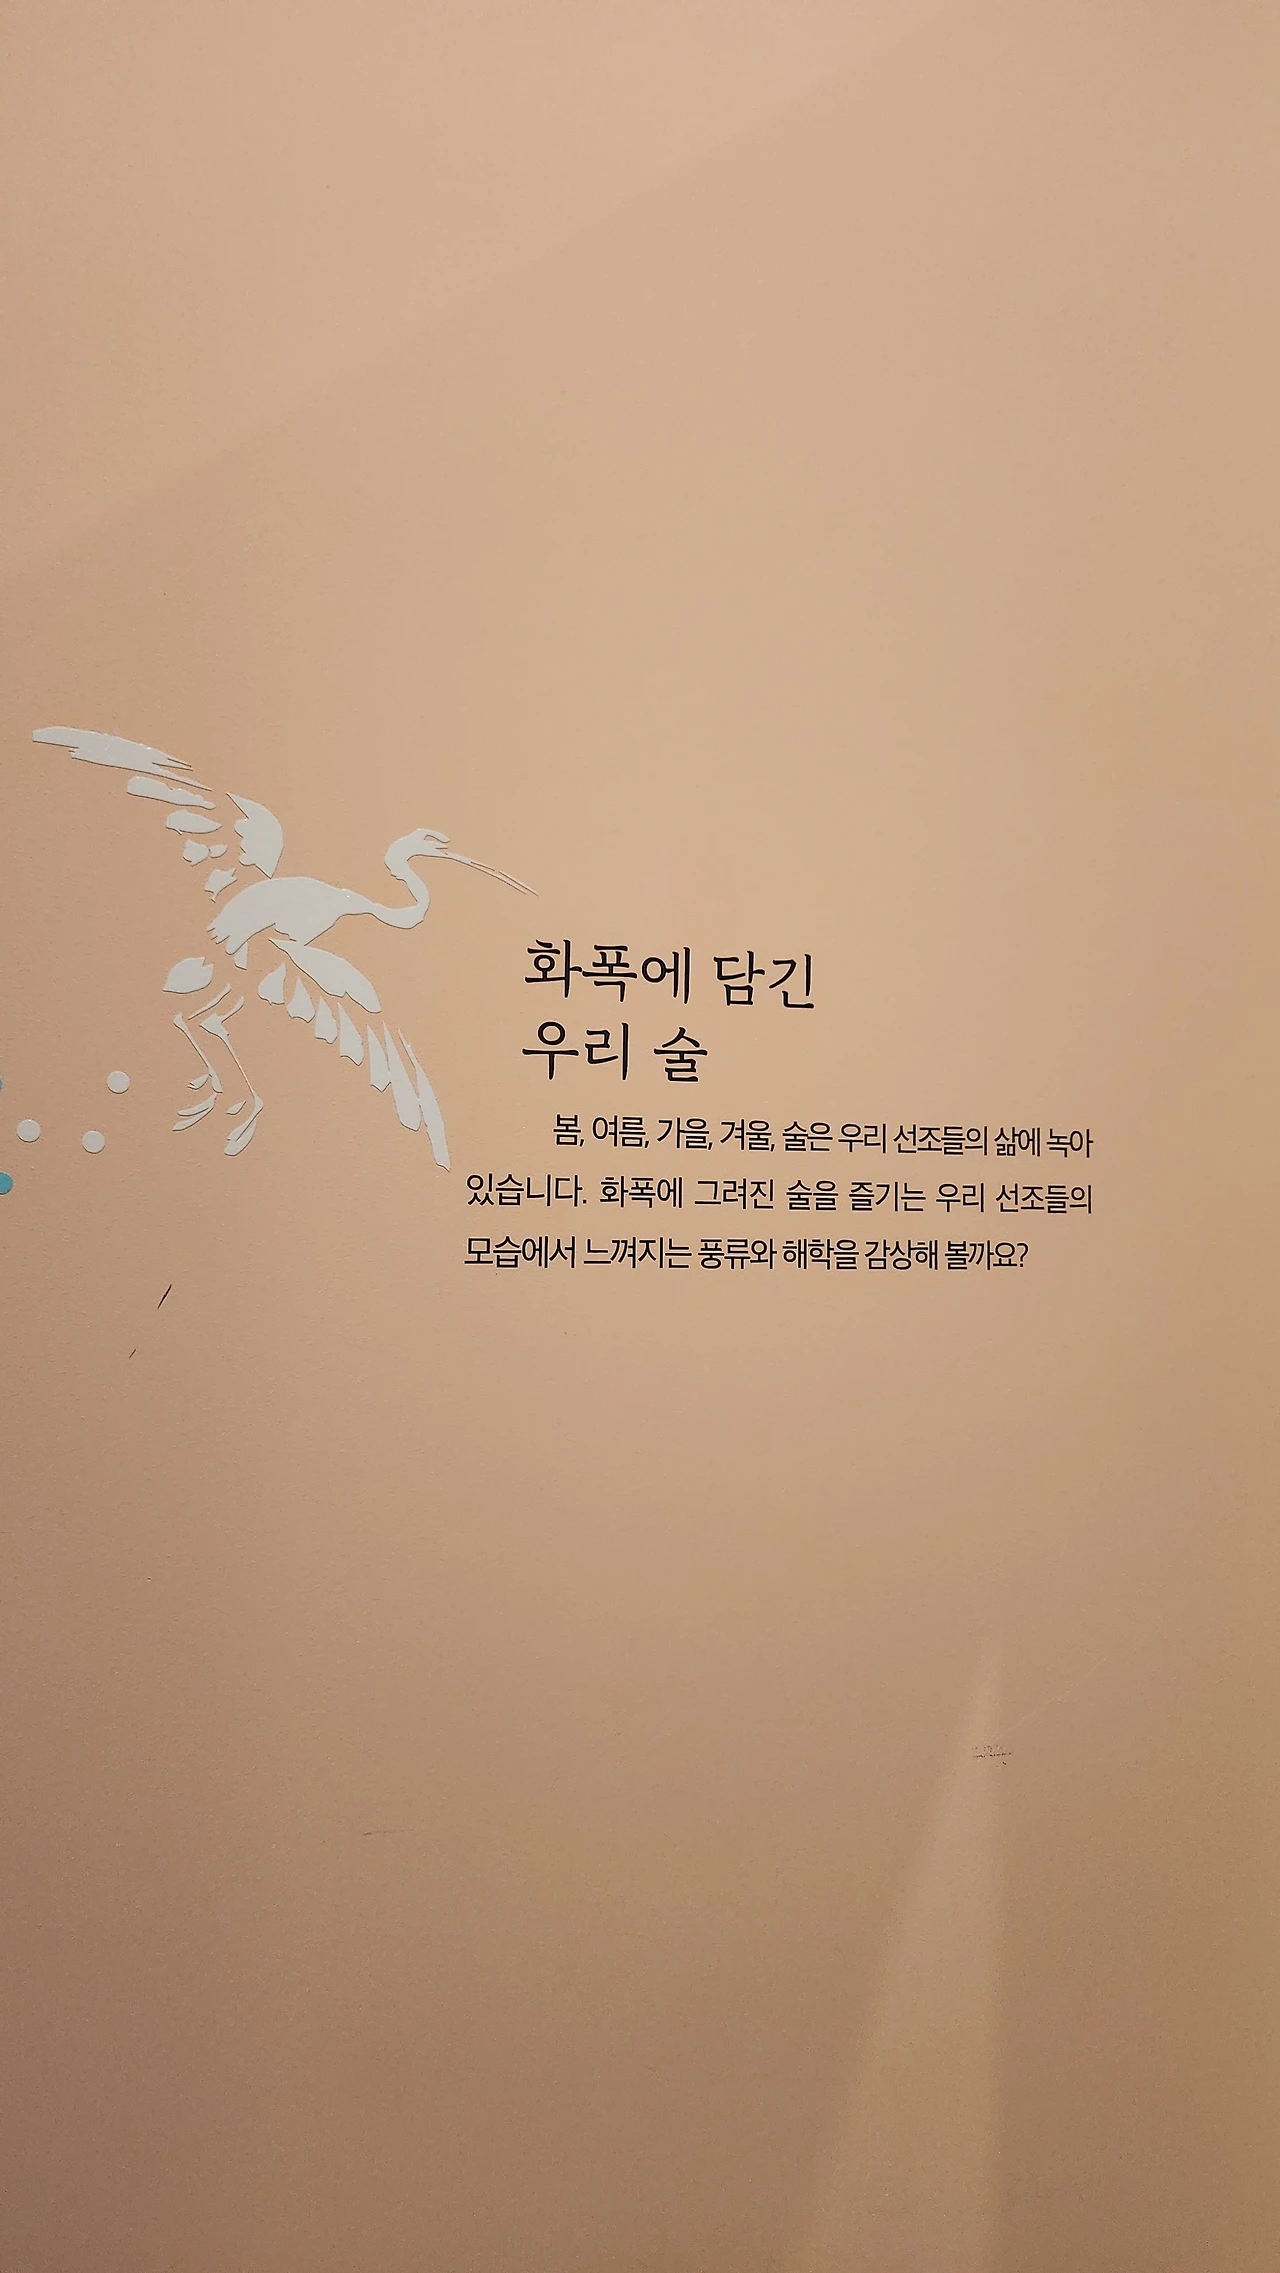 화폭에 담긴
우리 술
봄, 여름, 가을, 겨울, 술은 우리 선조들의 삶에 녹아
있습니다. 화폭에 그려진 술을 즐기는 우리 선조들의
모습에서 느껴지는 풍류와 해학을 감상해 볼까요?